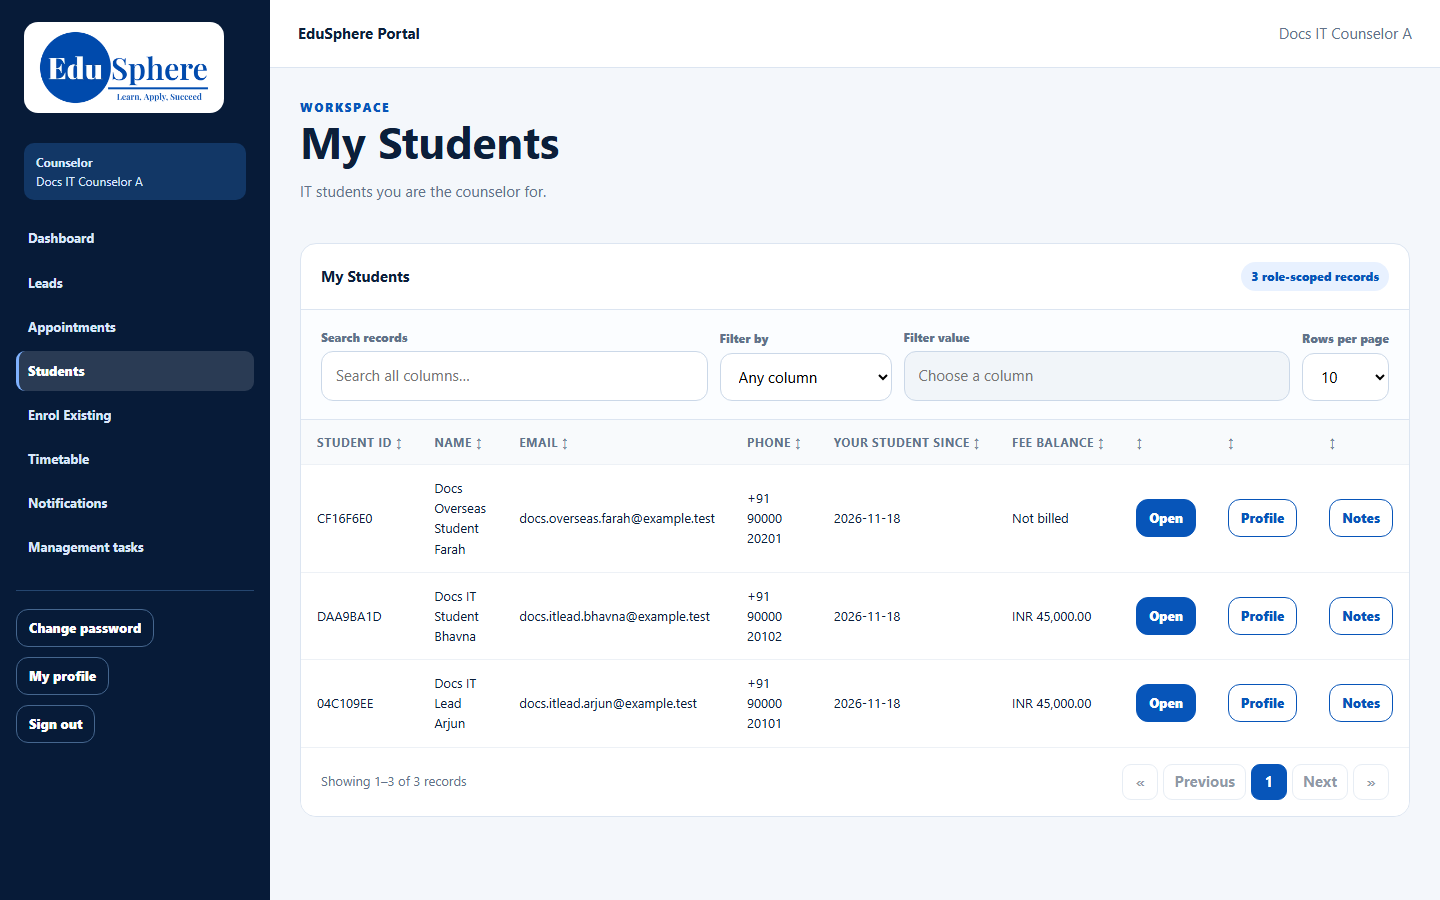 EduSphere
Learn. Apply, Succeed
Counselor
Docs IT Counselor A
Dashboard
Leads
Appointments
Students
Enrol Existing
Timetable
Notifications
Management tasks
Change password
My profile
Sign out
EduSphere Portal
Docs IT Counselor A
WORKSPACE
My Students
IT students you are the counselor for.
My Students
3 role-scoped records
Search records
Search all columns...
Filter by
Any column
Filter value
Choose a column
Rows per page
10
STUDENT ID ↕ NAME ↕ EMAIL ↕ PHONE ↕ YOUR STUDENT SINCE ↕ FEE BALANCE ↕ ↕ ↕ ↕
CF16F6E0
Docs
Overseas
Student
Farah
docs.overseas.farah@example.test
+91
90000
20201
2026-11-18
Not billed
Open
Profile
Notes
DAA9BA1D
Docs IT
Student
Bhavna
docs.itlead.bhavna@example.test
+91
90000
20102
2026-11-18
INR 45,000.00
Open
Profile
Notes
04C109EE
Docs IT
Lead
Arjun
docs.itlead.arjun@example.test
+91
90000
20101
2026-11-18
INR 45,000.00
Open
Profile
Notes
Showing 1–3 of 3 records
« Previous 1 Next »